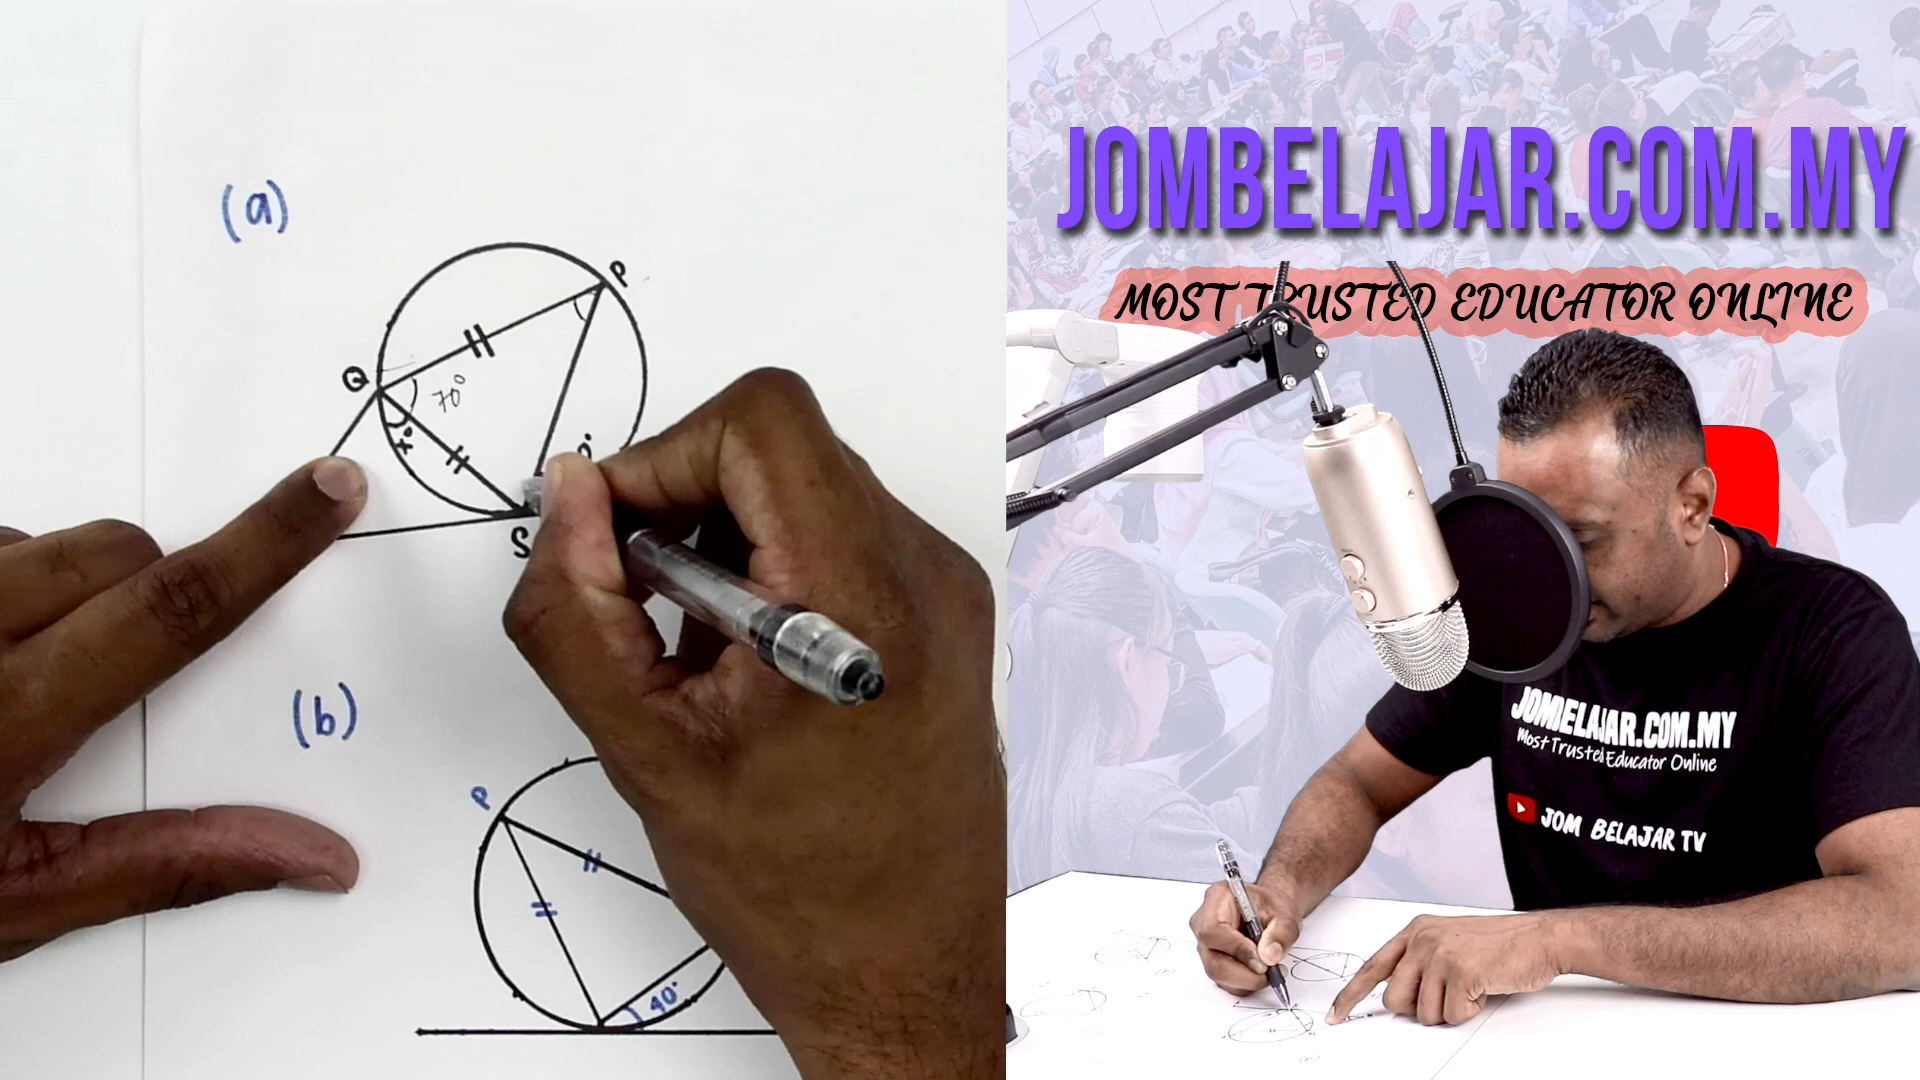 (a)
P
Q
70°
x°
S
(b)
P
40°
JOMBELAJAR.COM.MY
MOST TRUSTED EDUCATOR ONLINE
JOMBELAJAR.COM.MY
Most Trusted Educator Online
JOM BELAJAR TV